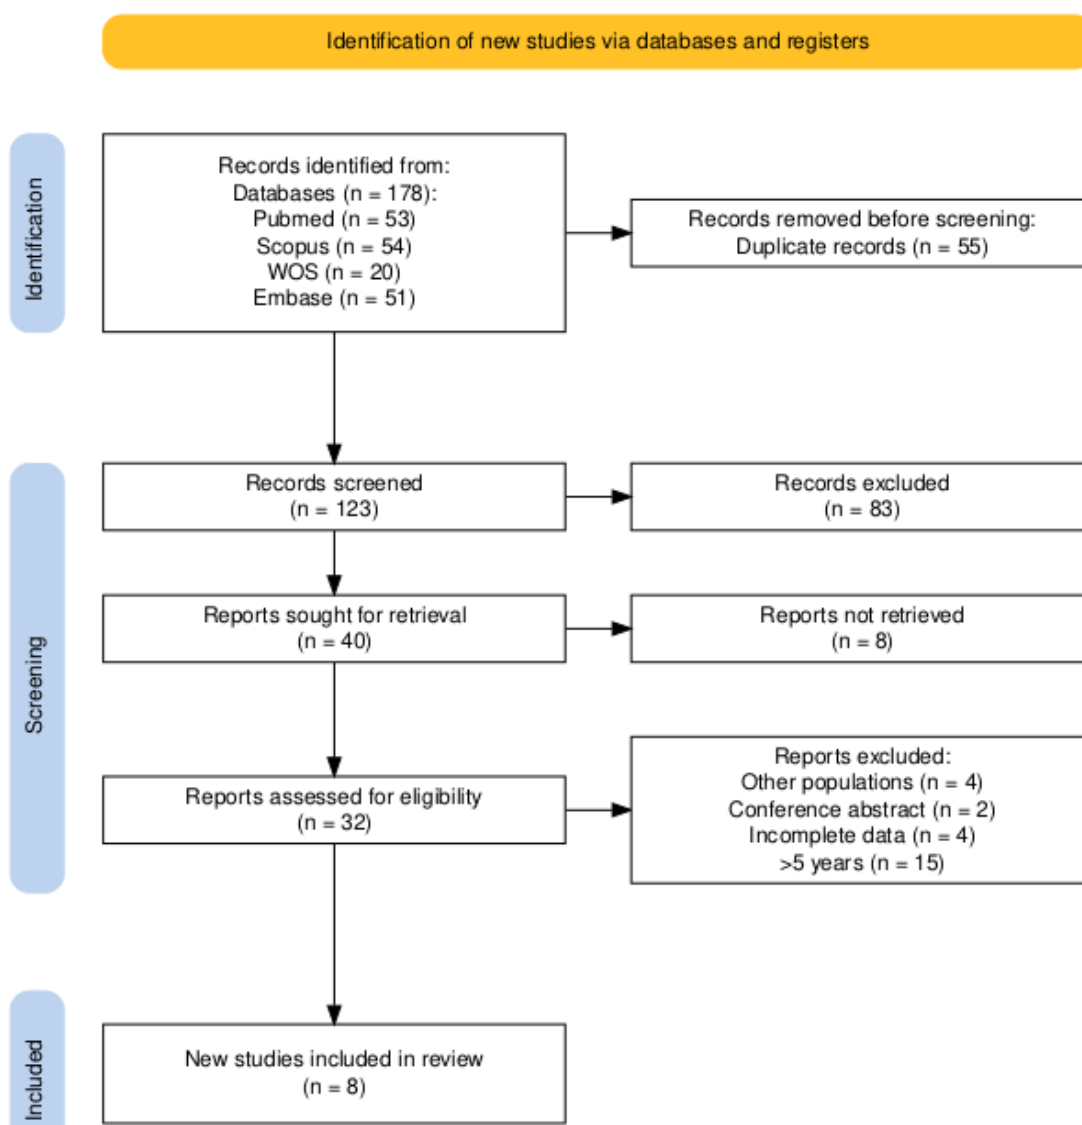 Identification of new studies via databases and registers
Identification
Records identified from:
Databases (n = 178):
Pubmed (n = 53)
Scopus (n = 54)
WOS (n = 20)
Embase (n = 51)
Records removed before screening:
Duplicate records (n = 55)
Screening
Records screened
(n = 123)
Records excluded
(n = 83)
Reports sought for retrieval
(n = 40)
Reports not retrieved
(n = 8)
Reports assessed for eligibility
(n = 32)
Reports excluded:
Other populations (n = 4)
Conference abstract (n = 2)
Incomplete data (n = 4)
>5 years (n = 15)
Included
New studies included in review
(n = 8)